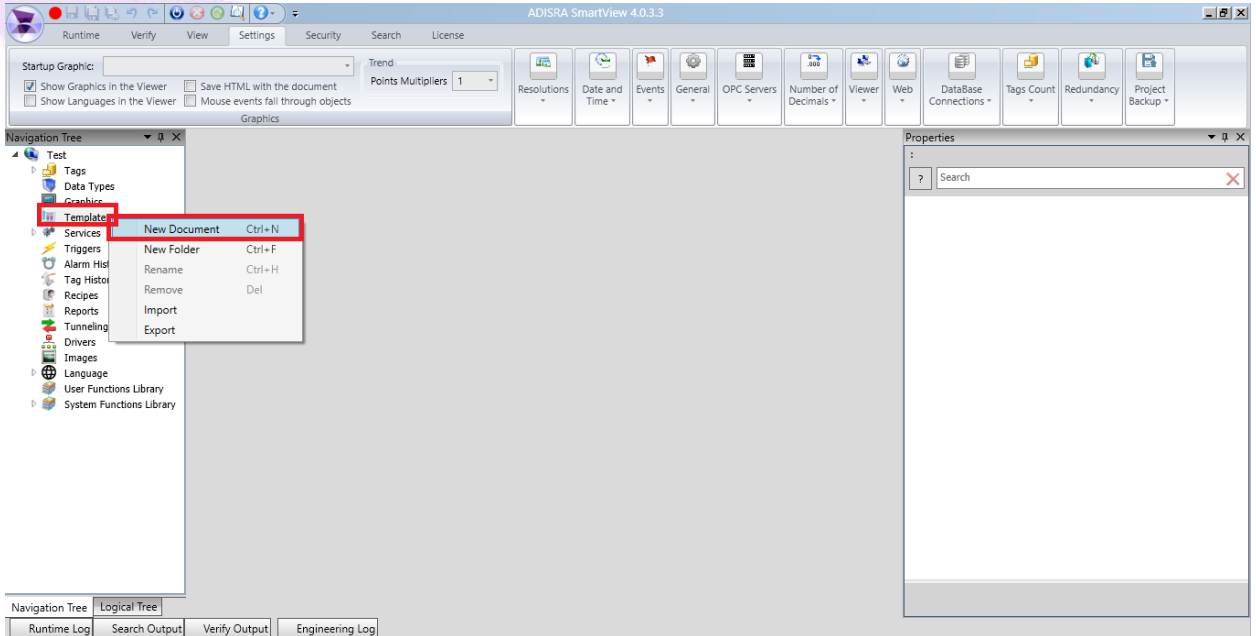 ADISRA SmartView 4.0.3.3
Runtime Verify View Settings Security Search License
Startup Graphic:
Show Graphics in the Viewer Save HTML with the document
Show Languages in the Viewer Mouse events fall through objects
Graphics
Trend
Points Multipliers 1
Resolutions
Date and Time
Events
General
OPC Servers
Number of Decimals
Viewer
Web
DataBase Connections
Tags Count
Redundancy
Project Backup
Navigation Tree
Test
Tags
Data Types
Graphics
Template
Services
Triggers
Alarm His
Tag Histo
Recipes
Reports
Tunneling
Drivers
Images
Language
User Functions Library
System Functions Library
New Document Ctrl+N
New Folder Ctrl+F
Rename Ctrl+H
Remove Del
Import
Export
Properties
:
? Search
Navigation Tree Logical Tree
Runtime Log Search Output Verify Output Engineering Log